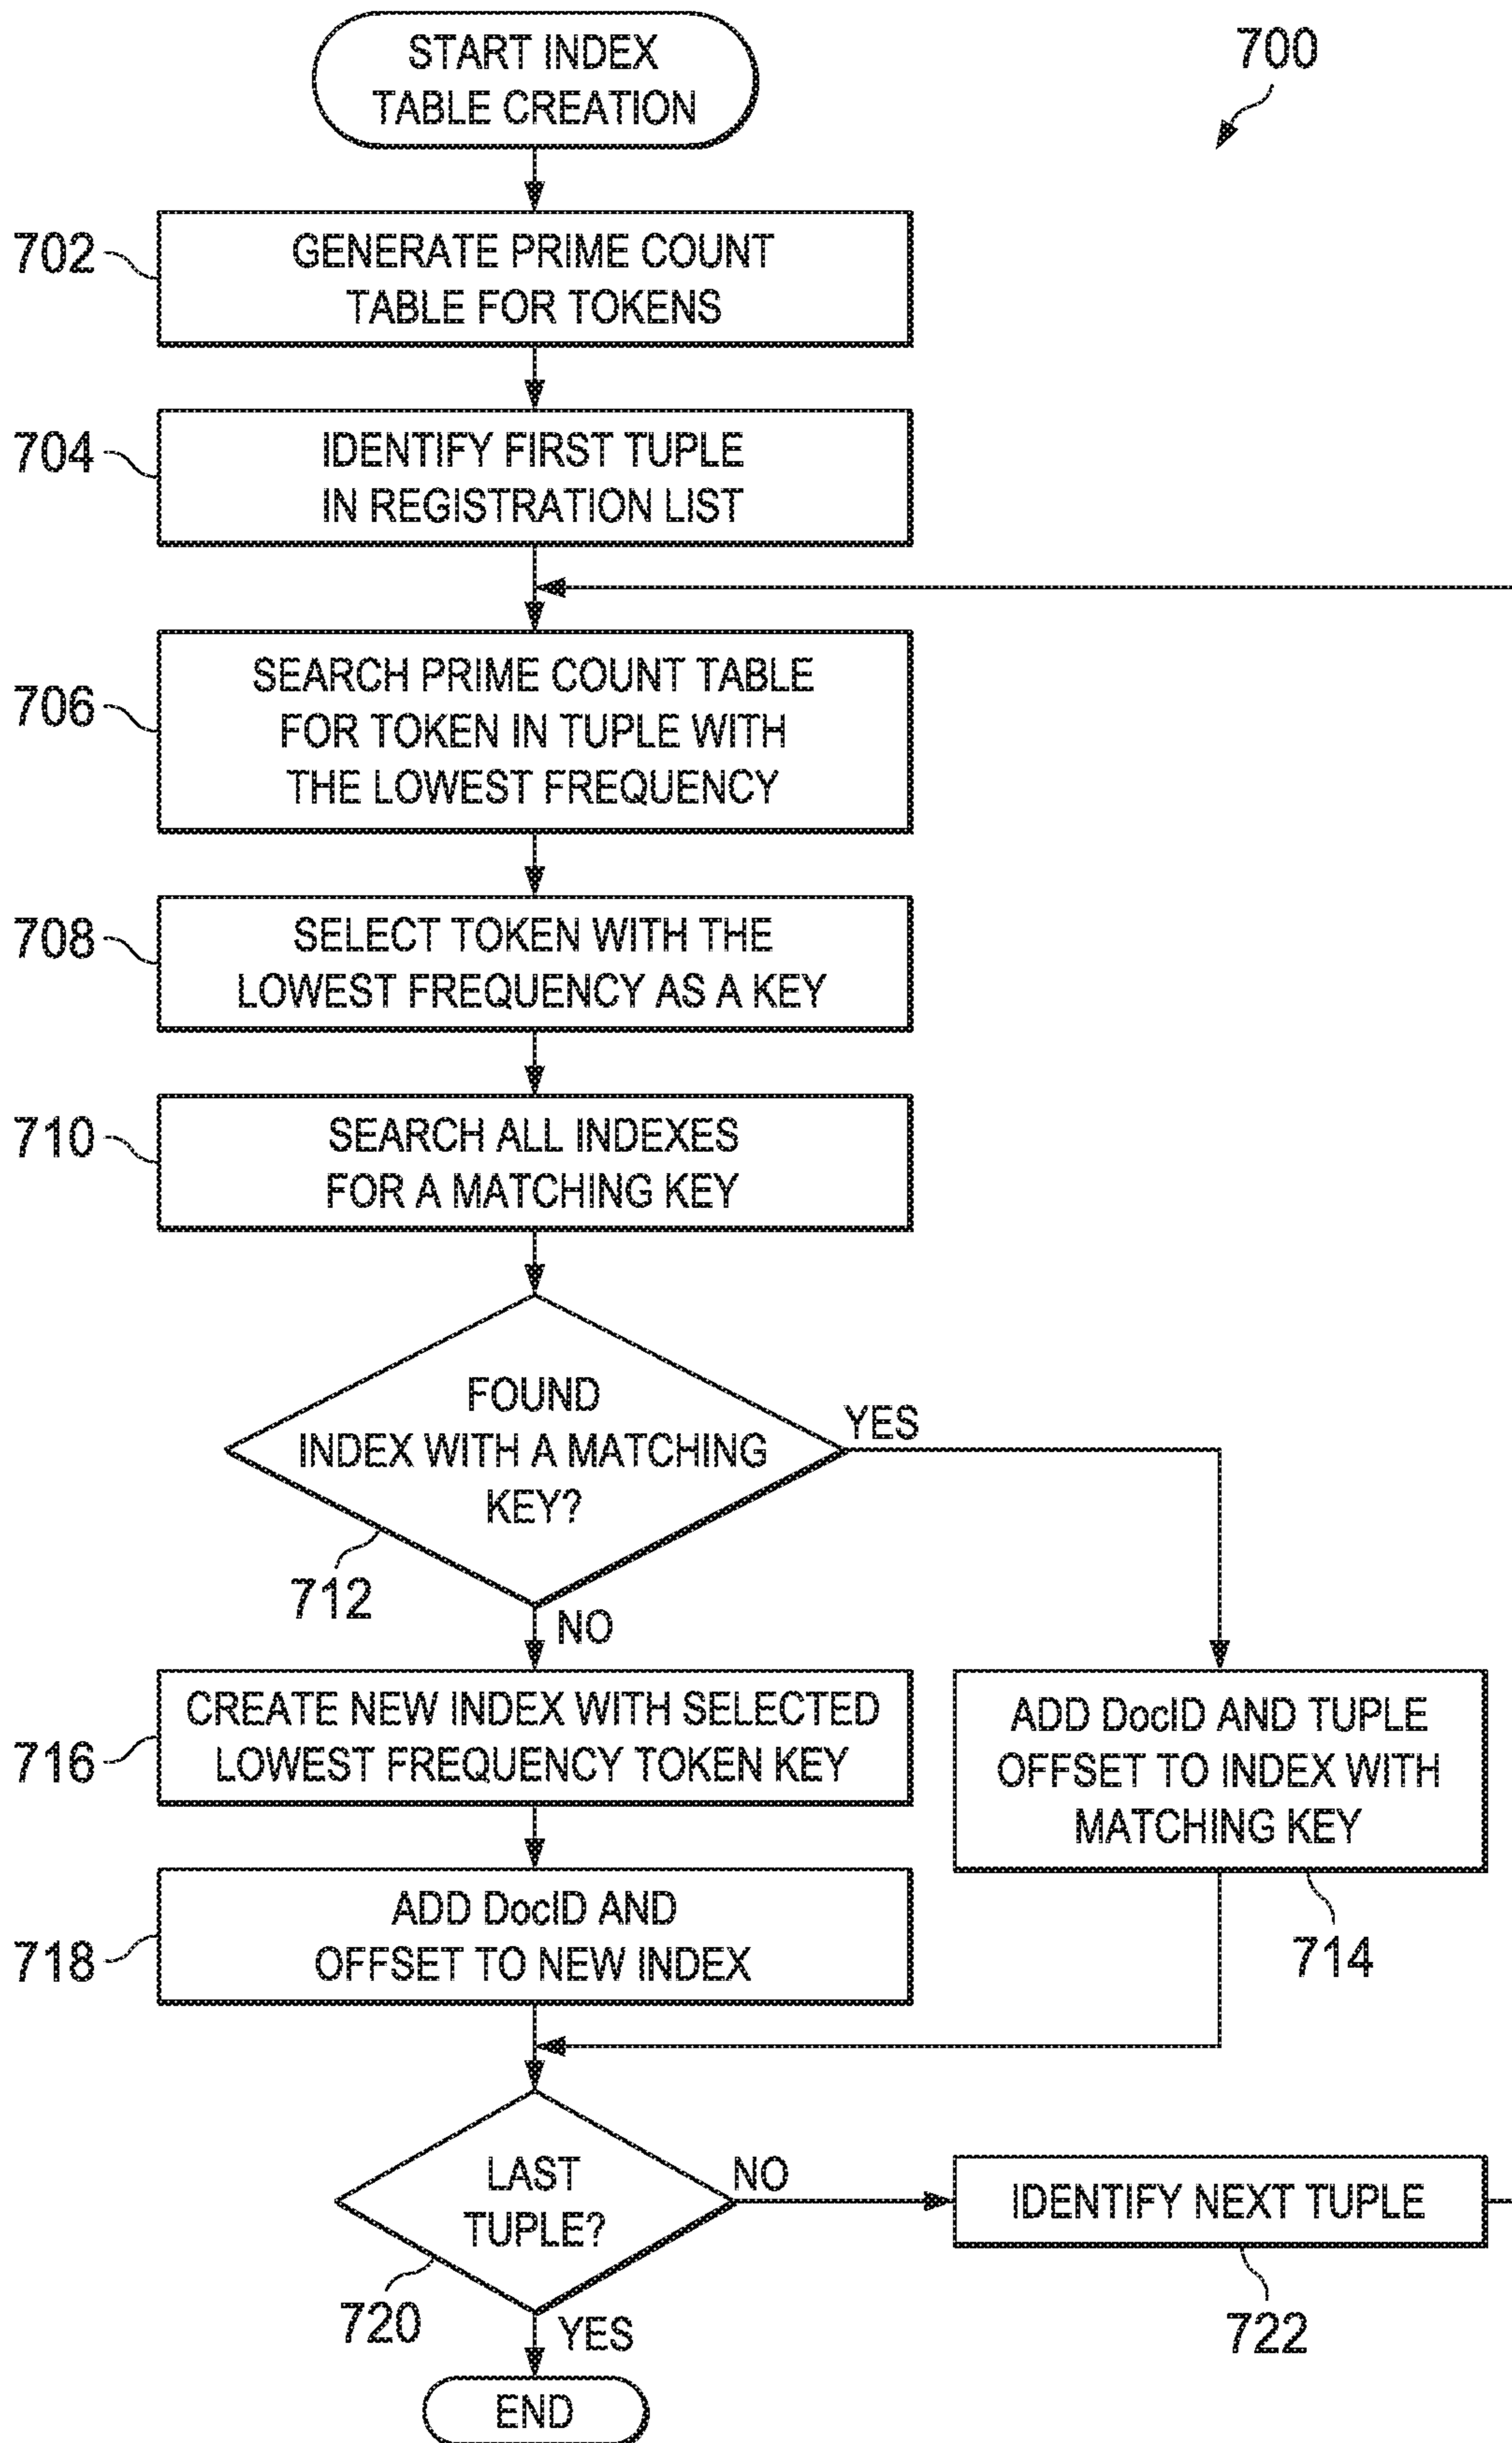 START INDEX
TABLE CREATION
700
702
GENERATE PRIME COUNT
TABLE FOR TOKENS
704
IDENTIFY FIRST TUPLE
IN REGISTRATION LIST
706
SEARCH PRIME COUNT TABLE
FOR TOKEN IN TUPLE WITH
THE LOWEST FREQUENCY
708
SELECT TOKEN WITH THE
LOWEST FREQUENCY AS A KEY
710
SEARCH ALL INDEXES
FOR A MATCHING KEY
FOUND
INDEX WITH A MATCHING
KEY?
YES
712
NO
716
CREATE NEW INDEX WITH SELECTED
LOWEST FREQUENCY TOKEN KEY
ADD DocID AND TUPLE
OFFSET TO INDEX WITH
MATCHING KEY
714
718
ADD DocID AND
OFFSET TO NEW INDEX
LAST
TUPLE?
NO
720
IDENTIFY NEXT TUPLE
722
YES
END